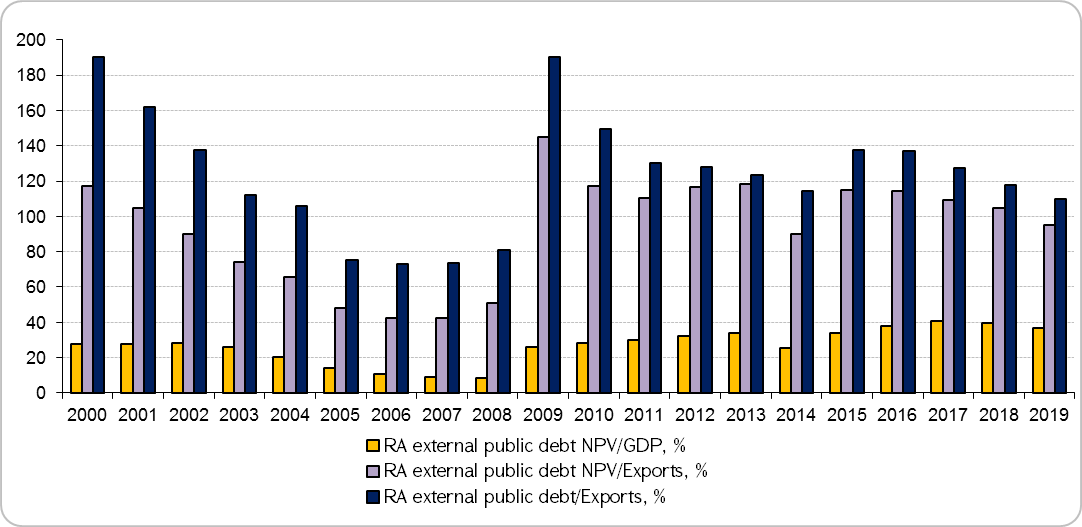 200
180
160
140
120
100
80
60
40
20
0
2000 2001 2002 2003 2004 2005 2006 2007 2008 2009 2010 2011 2012 2013 2014 2015 2016 2017 2018 2019
RA external public debt NPV/GDP, %
RA external public debt NPV/Exports, %
RA external public debt/Exports, %